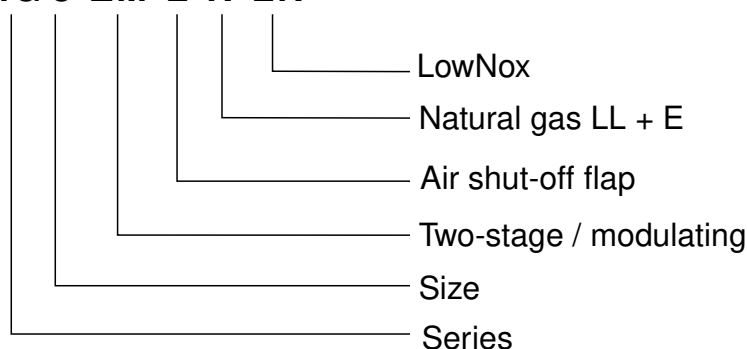 LowNox
Natural gas LL + E
Air shut-off flap
Two-stage / modulating
Size
Series